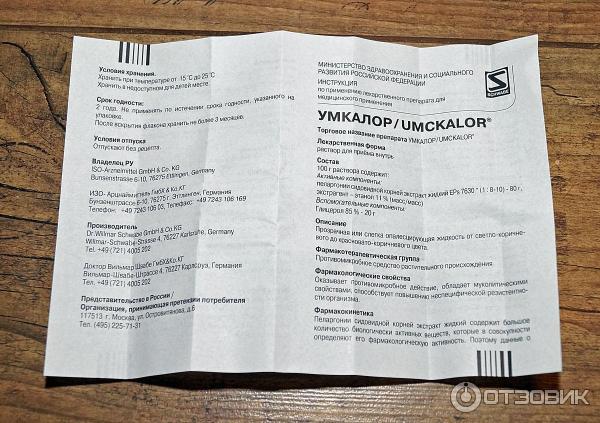 Условия хранения.
Хранить при температуре от 15˚С до 25˚С
Хранить в недоступном для детей месте.
Срок годности:
2 года. Не применять по истечении срока годности, указанного на
упаковке.
После вскрытия флакона хранить не более 3 месяцев.
Условия отпуска
Отпускают без рецепта.
Владелец РУ
ISO-Arzneimittel GmbH & Co. KG
Bunsenstrasse 6-10, 76275 Ettlingen, Germany
ИЗО- Арцнаймиттел ГмбХ & Ко.КГ
Бунзенштрассе 6-10, 76275 г. Эттлинген, Германия
Телефон +49 7243 106 03, Телефакс +49 7243 106 169
Производитель
Dr.Willmar Schwabe GmbH & Co.KG
Willmar-Schwabe-Strasse 4, 76227 Karlsruhe, Germany
Tel. +49 (721) 4005 202
Доктор Вильмар Швабе ГмбХ&Ко.КГ
Вильмар-Швабе-Штрассе 4, 76227 Карлсруэ, Германия
Tel. +49 (721) 4005 202
Представительство в России /
Организация, принимающая претензии потребителя
117513 г. Москва, ул. Островитянова, д.6
Тел. (495) 225-71-31
МИНИСТЕРСТВО ЗДРАВООХРАНЕНИЯ И СОЦИАЛЬНОГО
РАЗВИТИЯ РОССИЙСКОЙ ФЕДЕРАЦИИ
ИНСТРУКЦИЯ
по применению лекарственного препарата для
медицинского применения
SCHWABE
УМКАЛОР/UMCKALOR®
Торговое название препарата УМКАЛОР/UMCKALOR®
Лекарственная форма
раствор для приёма внутрь
Состав
100 г раствора содержит:
Активные компоненты:
пеларгонии сидовидной корней экстракт жидкий EPs 7630 * (1 : 8-10) - 80 г,
экстрагент – этанол 11 % (масс/масс)
Вспомогательные компоненты:
Глицерол 85 % - 20 г
Описание
Прозрачная или слегка опалесцирующая жидкость от светло-коричне-
вого до красновато-коричневого цвета.
Фармакотерапевтическая группа
Противомикробное средство растительного происхождения
Фармакологические свойства
Оказывает противомикробное действие, обладает муколитическими
свойствами, способствует повышению неспецифической резистентно-
сти организма.
Фармакокинетика
Пеларгонии сидовидной корней экстракт жидкий содержит большое
количество биологически активных веществ, которые в совокупности
определяют его фармакологическую активность. Поэтому данные о
ОТЗОВИК